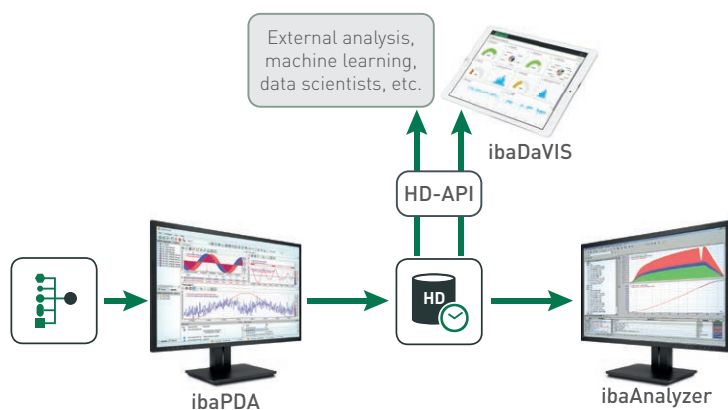 External analysis,
machine learning,
data scientists, etc.
ibaDaVIS
HD-API
HD
ibaPDA
ibaAnalyzer